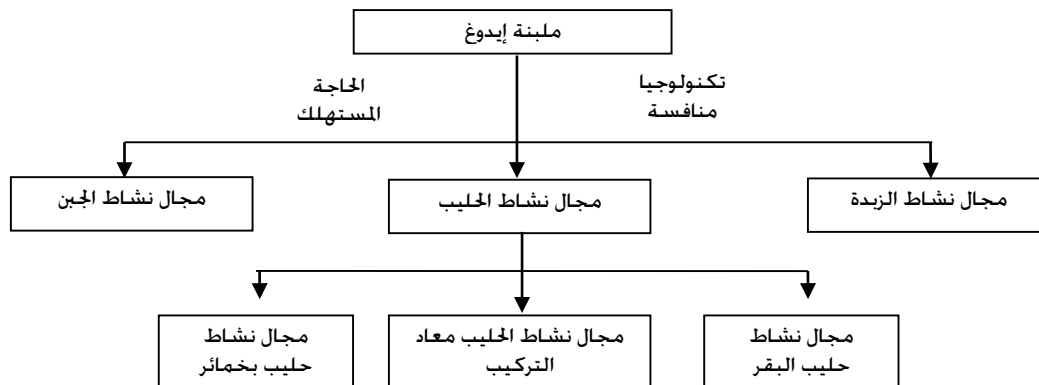 ملبنة إيدوغ
تكنولوجيا
منافسة
الحاجة
المستهلك
مجال نشاط الزبدة
مجال نشاط الحليب
مجال نشاط الجبن
مجال نشاط
حليب البقر
مجال نشاط الحليب معاد
التركيب
مجال نشاط
حليب بخمائر